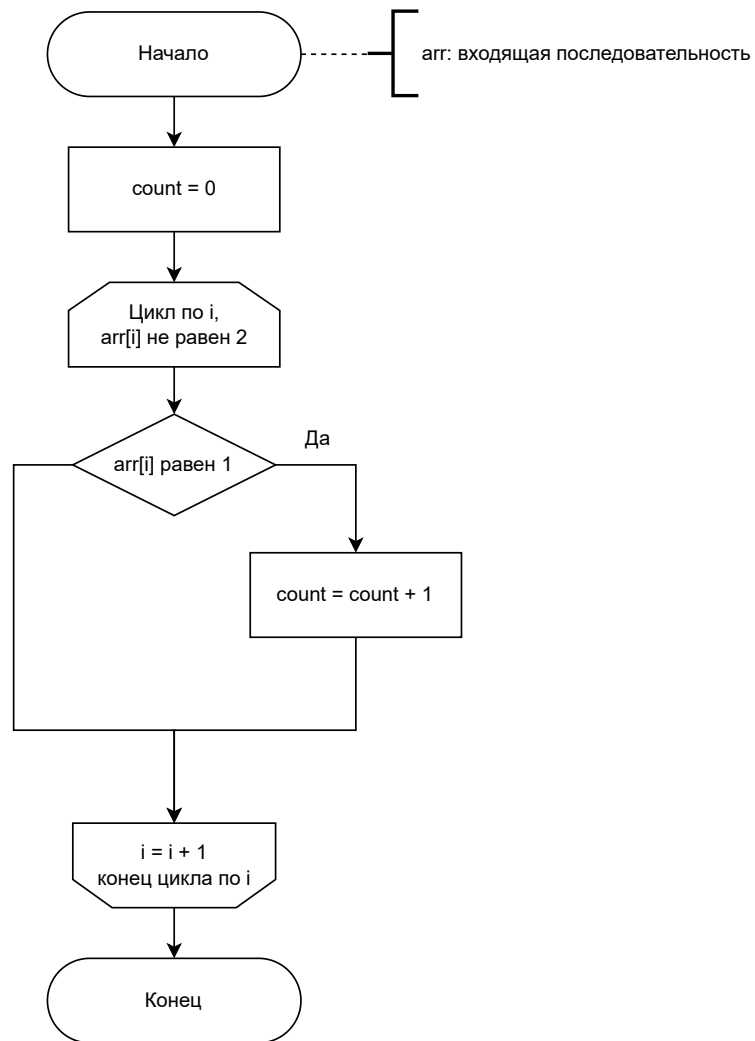 Начало
arr: входящая последовательность
count = 0
Цикл по i,
arr[i] не равен 2
arr[i] равен 1
Да
count = count + 1
i = i + 1
конец цикла по i
Конец